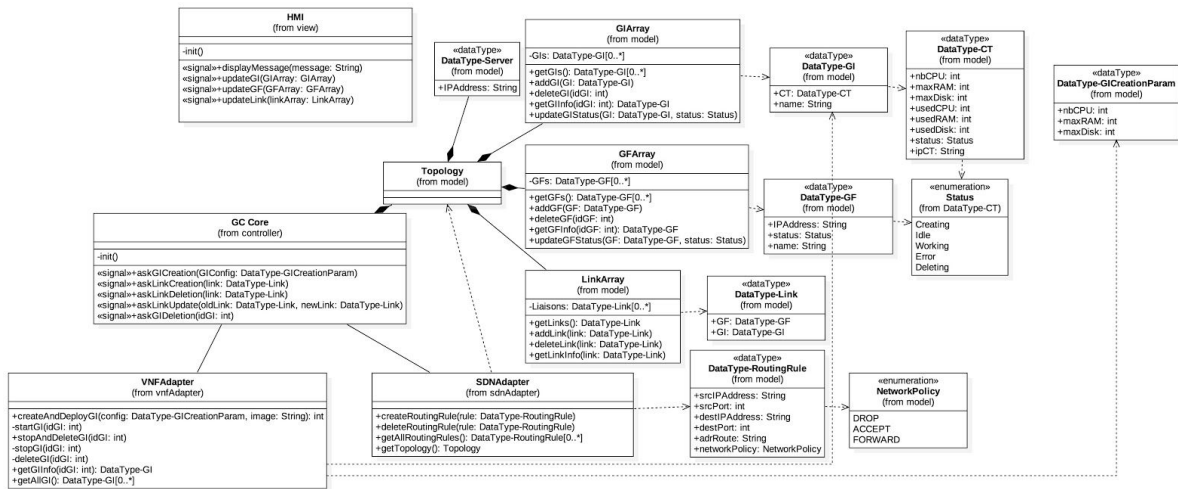 HMI
(from view)
-init()
«signal»+displayMessage(message: String)
«signal»+updateGI(GIArray: GIArray)
«signal»+updateGF(GFArray: GFArray)
«signal»+updateLink(linkArray: LinkArray)
«dataType»
DataType-Server
(from model)
+IPAddress: String
GIArray
(from model)
-GIs: DataType-GI[0..*]
+getGIs(): DataType-GI[0..*]
+addGI(GI: DataType-GI)
+deleteGI(idGI: int)
+getGIInfo(idGI: int): DataType-GI
+updateGIStatus(GI: DataType-GI, status: Status)
«dataType»
DataType-GI
(from model)
+CT: DataType-CT
+name: String
«dataType»
DataType-CT
(from model)
+nbCPU: int
+maxRAM: int
+maxDisk: int
+usedCPU: int
+usedRAM: int
+usedDisk: int
+status: Status
+ipCT: String
«dataType»
DataType-GICreationParam
(from model)
+nbCPU: int
+maxRAM: int
+maxDisk: int
Topology
(from model)
GFArray
(from model)
-GFs: DataType-GF[0..*]
+getGFs(): DataType-GF[0..*]
+addGF(GF: DataType-GF)
+deleteGF(idGF: int)
+getGFInfo(idGF: int): DataType-GF
+updateGFStatus(GF: DataType-GF, status: Status)
«dataType»
DataType-GF
(from model)
+IPAddress: String
+status: Status
+name: String
«enumeration»
Status
(from DataType-CT)
Creating
Idle
Working
Error
Deleting
GC Core
(from controller)
-init()
«signal»+askGICreation(GIConfig: DataType-GICreationParam)
«signal»+askLinkCreation(link: DataType-Link)
«signal»+askLinkDeletion(link: DataType-Link)
«signal»+askLinkUpdate(oldLink: DataType-Link, newLink: DataType-Link)
«signal»+askGIDeletion(idGI: int)
LinkArray
(from model)
-Liaisons: DataType-Link[0..*]
+getLinks(): DataType-Link
+addLink(link: DataType-Link)
+deleteLink(link: DataType-Link)
+getLinkInfo(link: DataType-Link)
«dataType»
DataType-Link
(from model)
+GF: DataType-GF
+GI: DataType-GI
VNFAdapter
(from vnfAdapter)
+createAndDeployGI(config: DataType-GICreationParam, image: String): int
-startGI(idGI: int)
+stopAndDeleteGI(idGI: int)
-stopGI(idGI: int)
-deleteGI(idGI: int)
+getGIInfo(idGI: int): DataType-GI
+getAllGI(): DataType-GI[0..*]
SDNAdapter
(from sdnAdapter)
+createRoutingRule(rule: DataType-RoutingRule)
+deleteRoutingRule(rule: DataType-RoutingRule)
+getAllRoutingRules(): DataType-RoutingRule[0..*]
+getTopology(): Topology
«dataType»
DataType-RoutingRule
(from model)
+srcIPAddress: String
+srcPort: int
+destIPAddress: String
+destPort: int
+adrRoute: String
+networkPolicy: NetworkPolicy
«enumeration»
NetworkPolicy
(from model)
DROP
ACCEPT
FORWARD